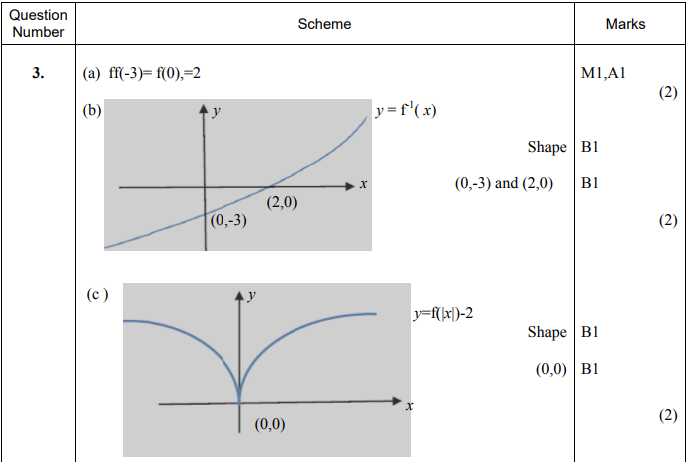 Question Number
Scheme
Marks
3.
(a) ff(-3)= f(0),=2
M1,A1
(2)
(b)
y
y = f⁻¹( x)
Shape
B1
x
(0,-3) and (2,0)
B1
(2,0)
(0,-3)
(2)
(c )
y
y=f(|x|)-2
Shape
B1
(0,0)
B1
x
(0,0)
(2)